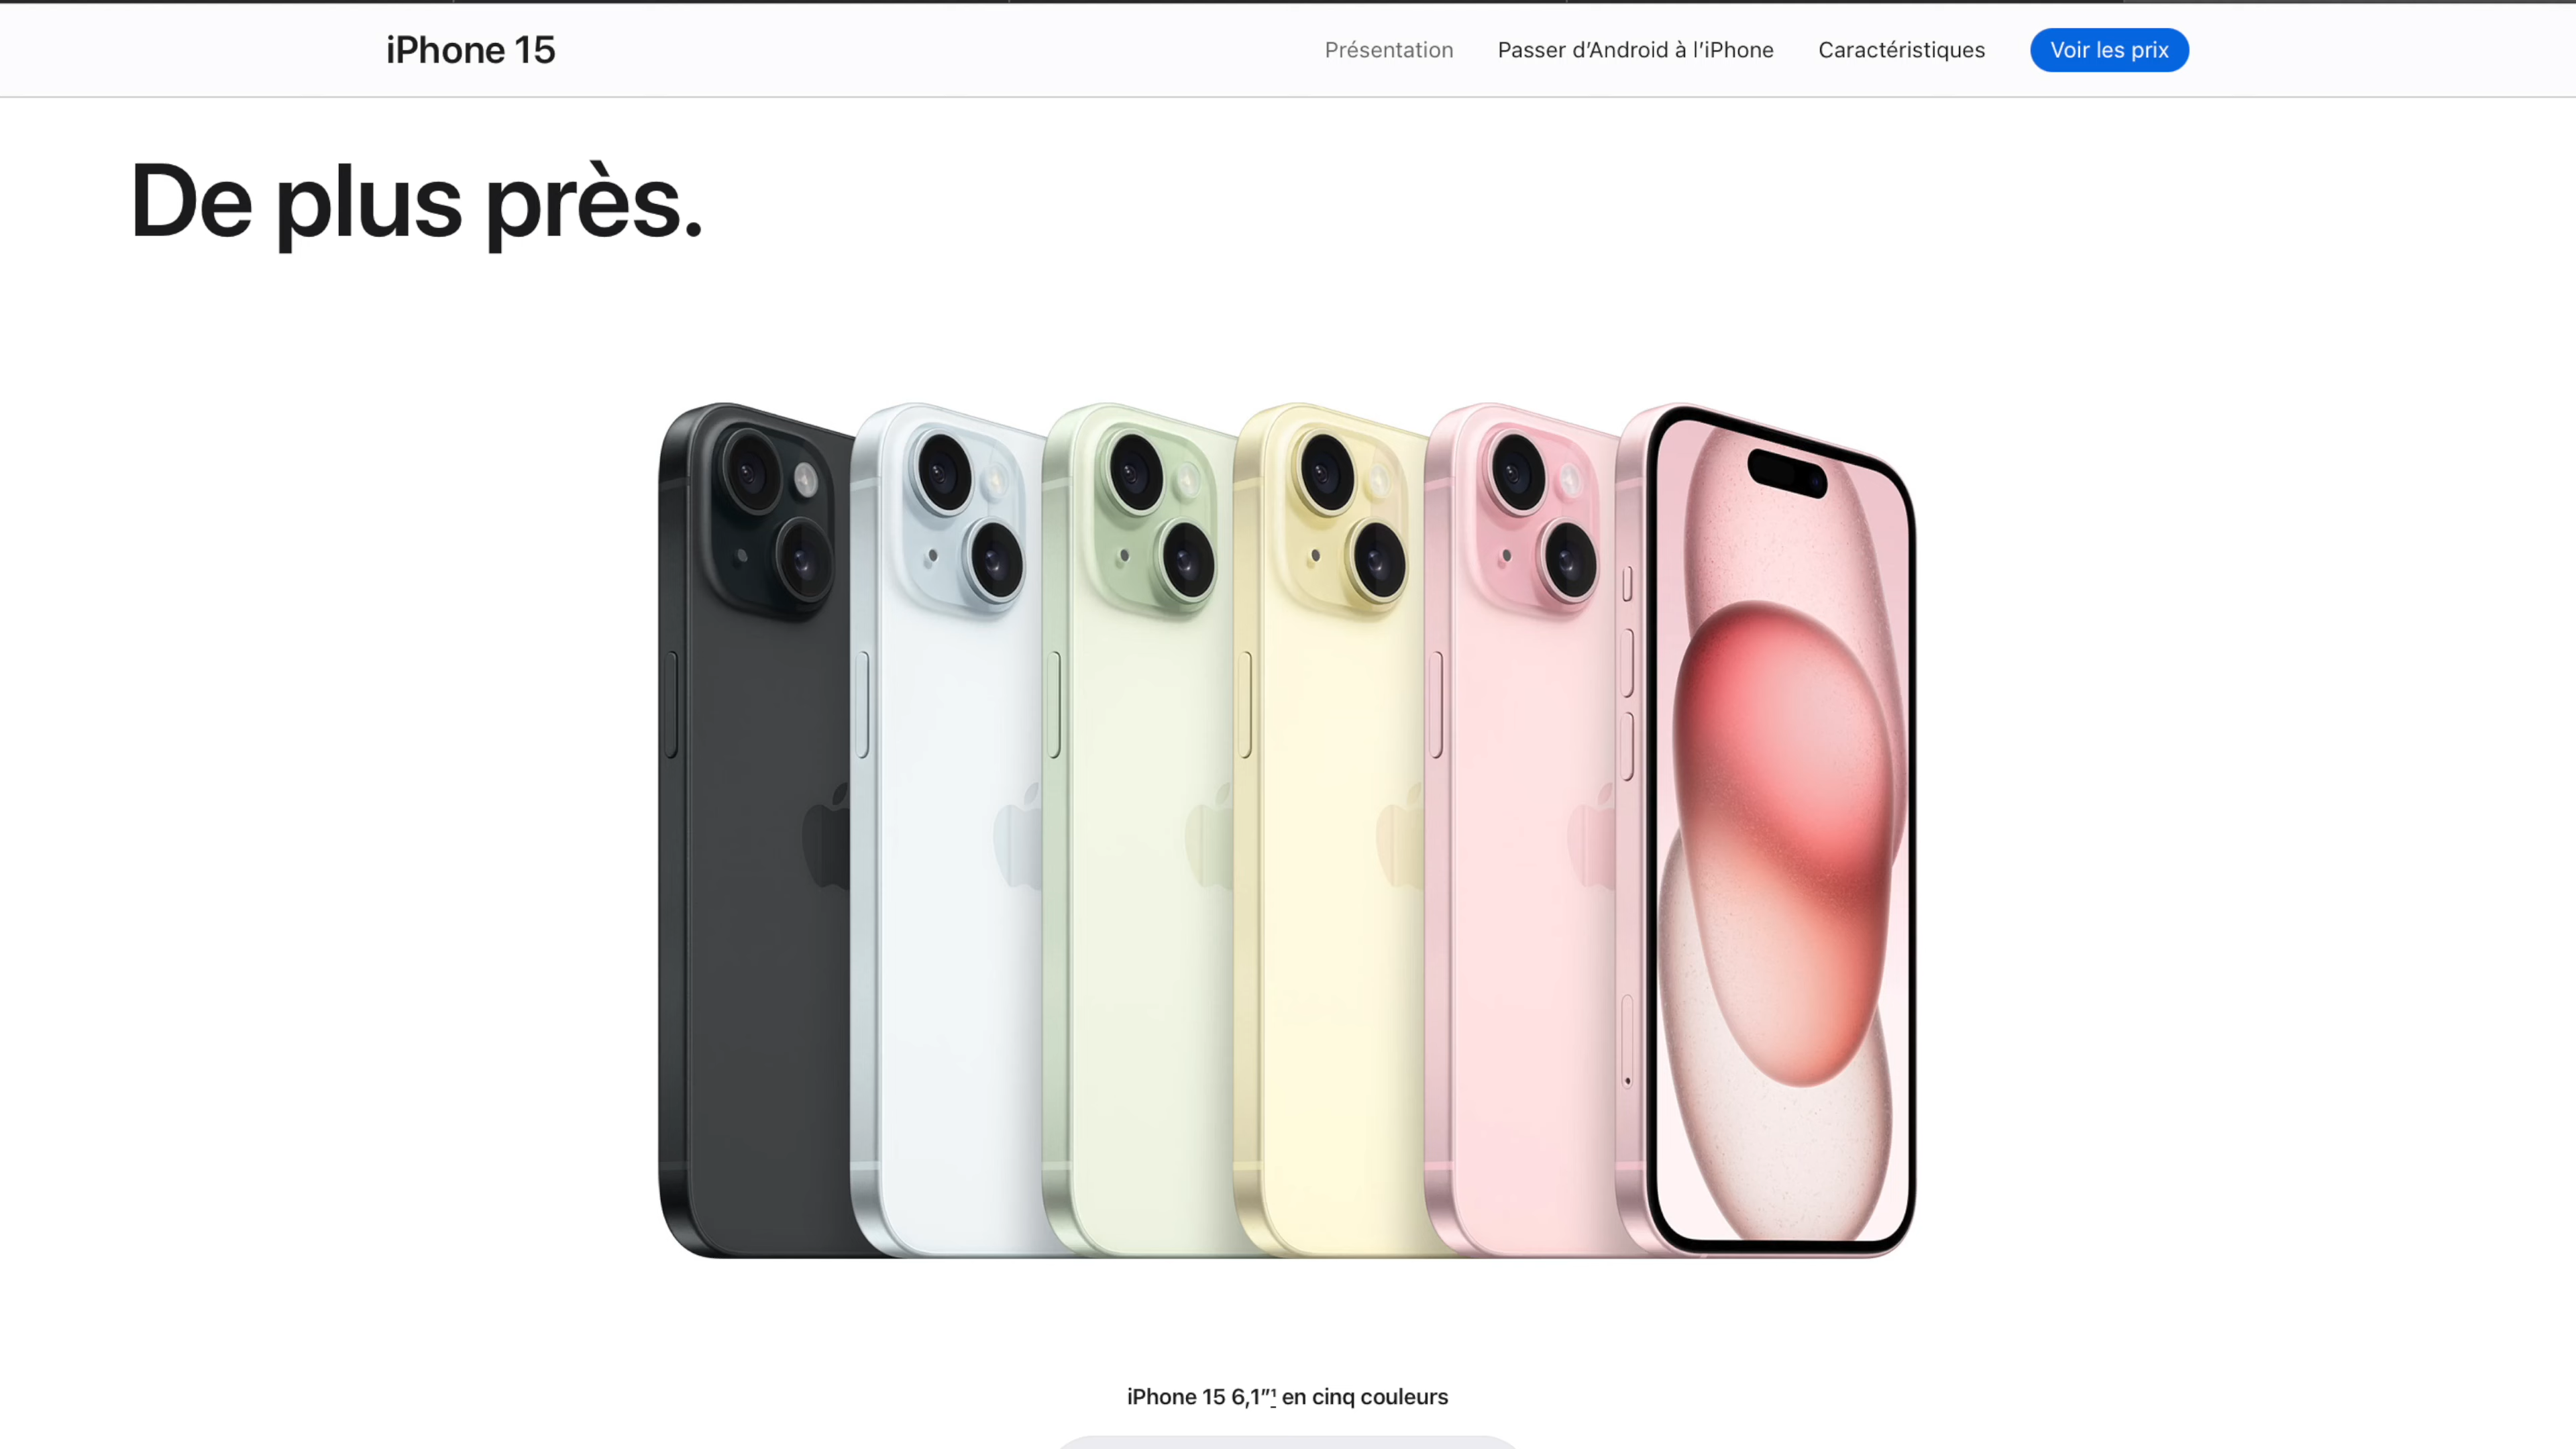 iPhone 15
Présentation
Passer d’Android à l’iPhone
Caractéristiques
Voir les prix
De plus près.
iPhone 15 6,1″¹ en cinq couleurs